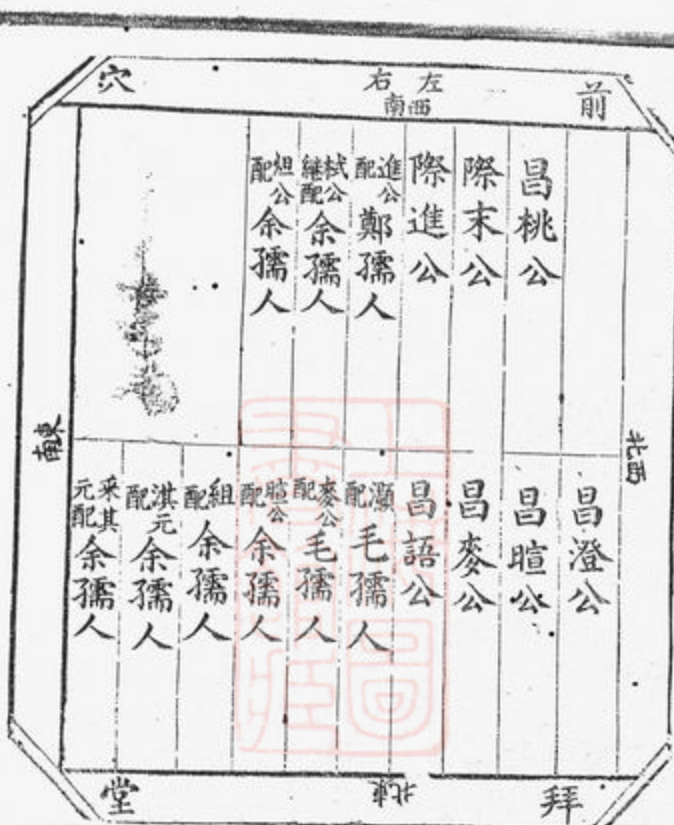 前
左右
西南
穴
昌桃公
際末公
際進公
進公配鄭孺人
栻公継配余孺人
烜公配余孺人
西北
東南
昌澄公
昌暄公
昌麥公
昌語公
灝配毛孺人
麥公配毛孺人
暄公配余孺人
組配余孺人
淇元配余孺人
采其元配余孺人
拜
東北
堂